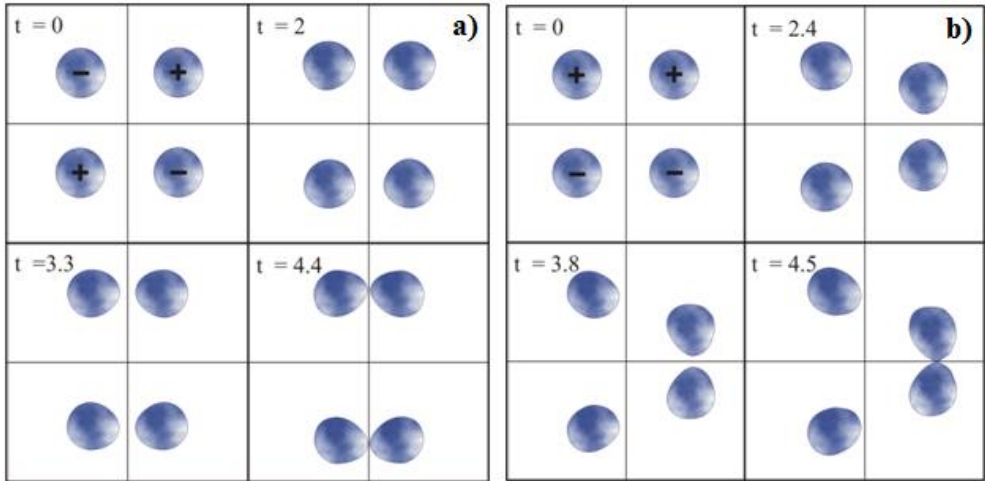 t = 0
t = 2
a)
− +
+ −
t =3.3
t = 4.4
t = 0
t = 2.4
b)
+ +
− −
t = 3.8
t = 4.5